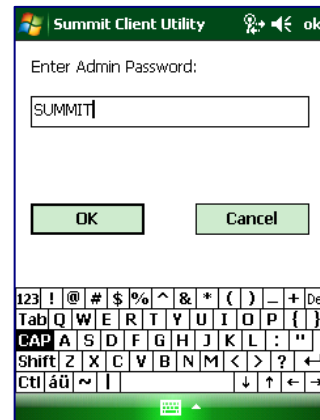 Summit Client Utility ok
Enter Admin Password:
SUMMIT
OK Cancel
123 ! @ # $ % ^ & * ( ) _ + De
Tab Q W E R T Y U I O P { }
CAP A S D F G H J K L : "
Shift Z X C V B N M < > ? ↵
Ctl áü ~ | ↓ ↑ ← →